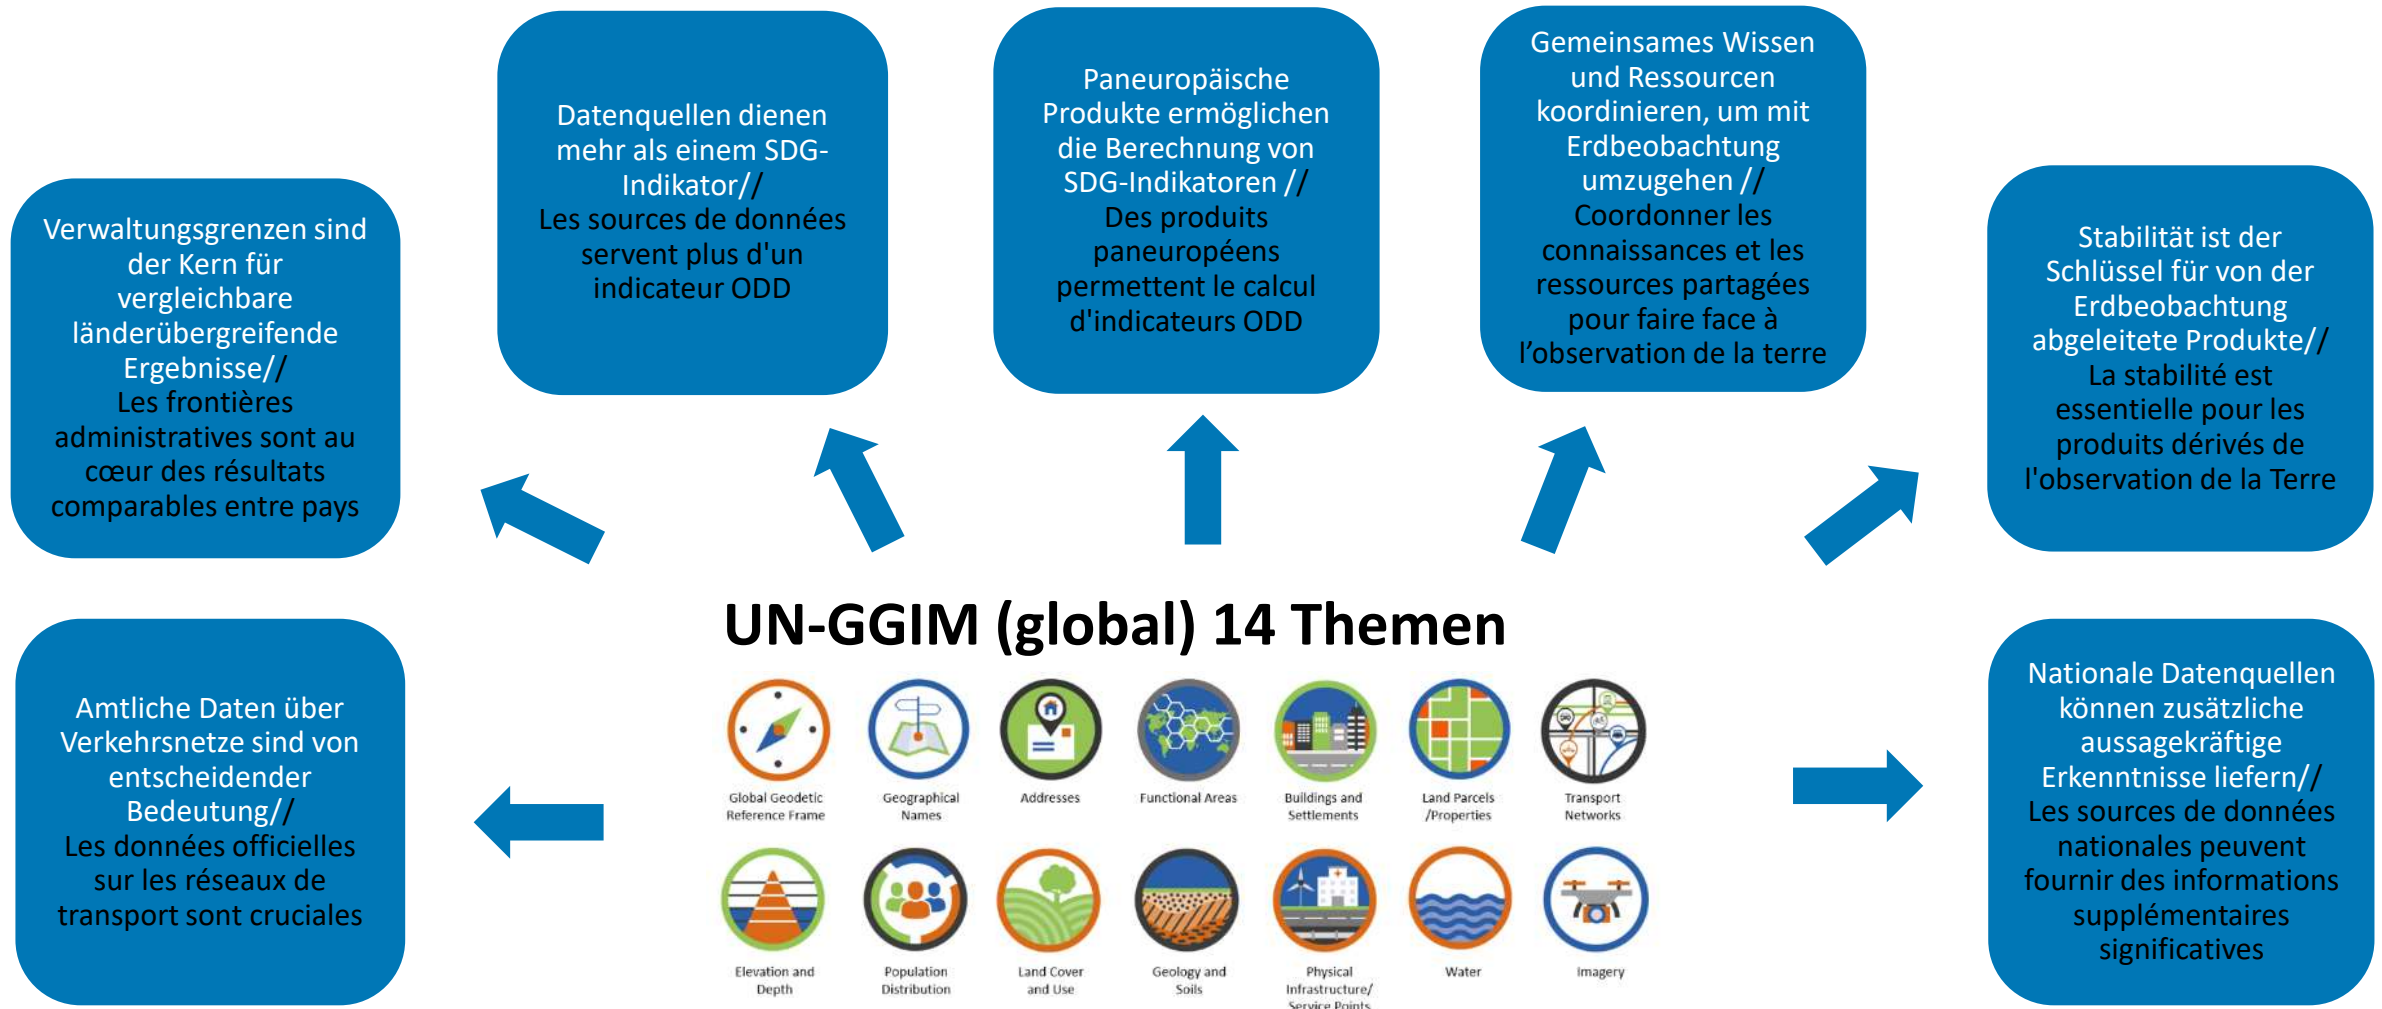 Verwaltungsgrenzen sind
der Kern für
vergleichbare
länderübergreifende
Ergebnisse//
Les frontières
administratives sont au
cœur des résultats
comparables entre pays
Datenquellen dienen
mehr als einem SDG-
Indikator//
Les sources de données
servent plus d'un
indicateur ODD
Paneuropäische
Produkte ermöglichen
die Berechnung von
SDG-Indikatoren //
Des produits
paneuropéens
permettent le calcul
d'indicateurs ODD
Gemeinsames Wissen
und Ressourcen
koordinieren, um mit
Erdbeobachtung
umzugehen //
Coordonner les
connaissances et les
ressources partagées
pour faire face à
l’observation de la terre
Stabilität ist der
Schlüssel für von der
Erdbeobachtung
abgeleitete Produkte//
La stabilité est
essentielle pour les
produits dérivés de
l'observation de la Terre
Amtliche Daten über
Verkehrsnetze sind von
entscheidender
Bedeutung//
Les données officielles
sur les réseaux de
transport sont cruciales
UN-GGIM (global) 14 Themen
Global Geodetic
Reference Frame
Geographical
Names
Addresses
Functional Areas
Buildings and
Settlements
Land Parcels
/Properties
Transport
Networks
Elevation and
Depth
Population
Distribution
Land Cover
and Use
Geology and
Soils
Physical
Infrastructure/
Service Points
Water
Imagery
Nationale Datenquellen
können zusätzliche
aussagekräftige
Erkenntnisse liefern//
Les sources de données
nationales peuvent
fournir des informations
supplémentaires
significatives